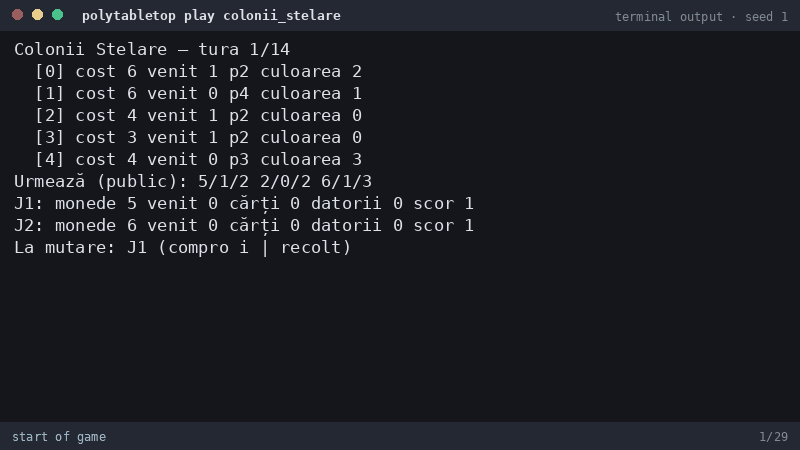 polytabletop play colonii_stelare
terminal output · seed 1
Colonii Stelare — tura 1/14
[0] cost 6 venit 1 p2 culoarea 2
[1] cost 6 venit 0 p4 culoarea 1
[2] cost 4 venit 1 p2 culoarea 0
[3] cost 3 venit 1 p2 culoarea 0
[4] cost 4 venit 0 p3 culoarea 3
Urmează (public): 5/1/2 2/0/2 6/1/3
J1: monede 5 venit 0 cărți 0 datorii 0 scor 1
J2: monede 6 venit 0 cărți 0 datorii 0 scor 1
La mutare: J1 (compro i | recolt)
start of game
1/29